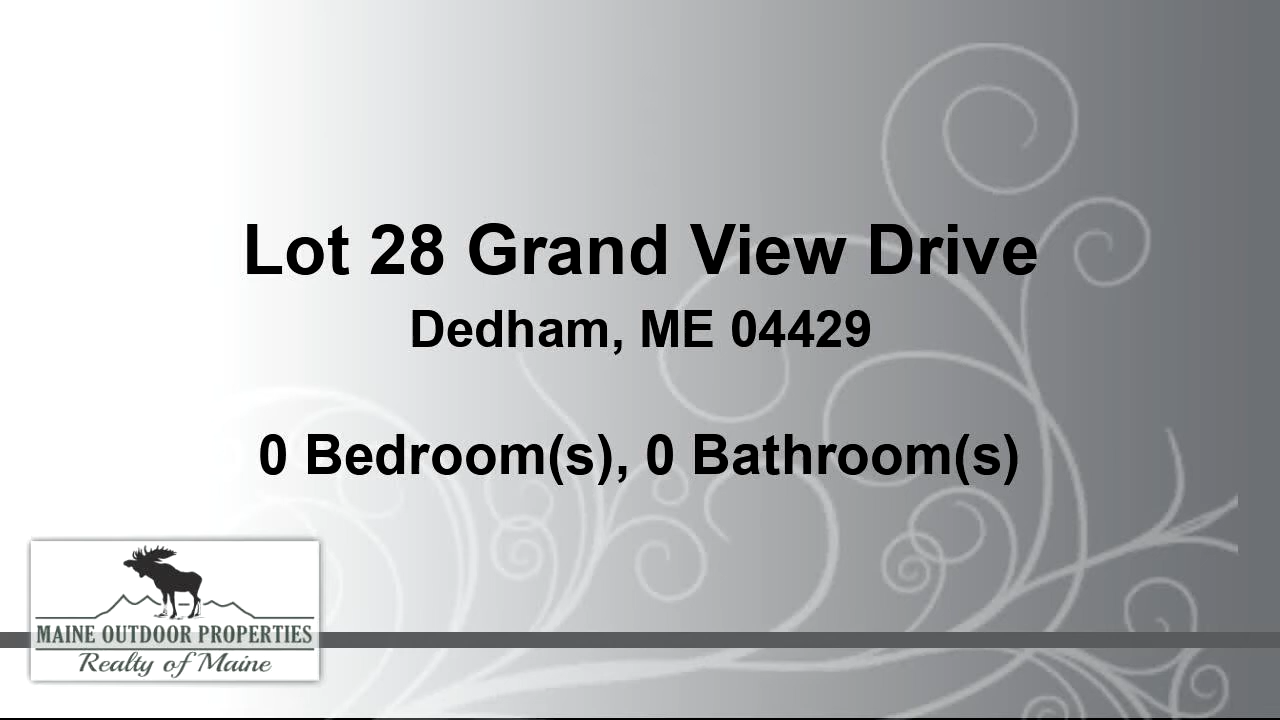 Lot 28 Grand View Drive
Dedham, ME 04429
0 Bedroom(s), 0 Bathroom(s)
MAINE OUTDOOR PROPERTIES
Realty of Maine